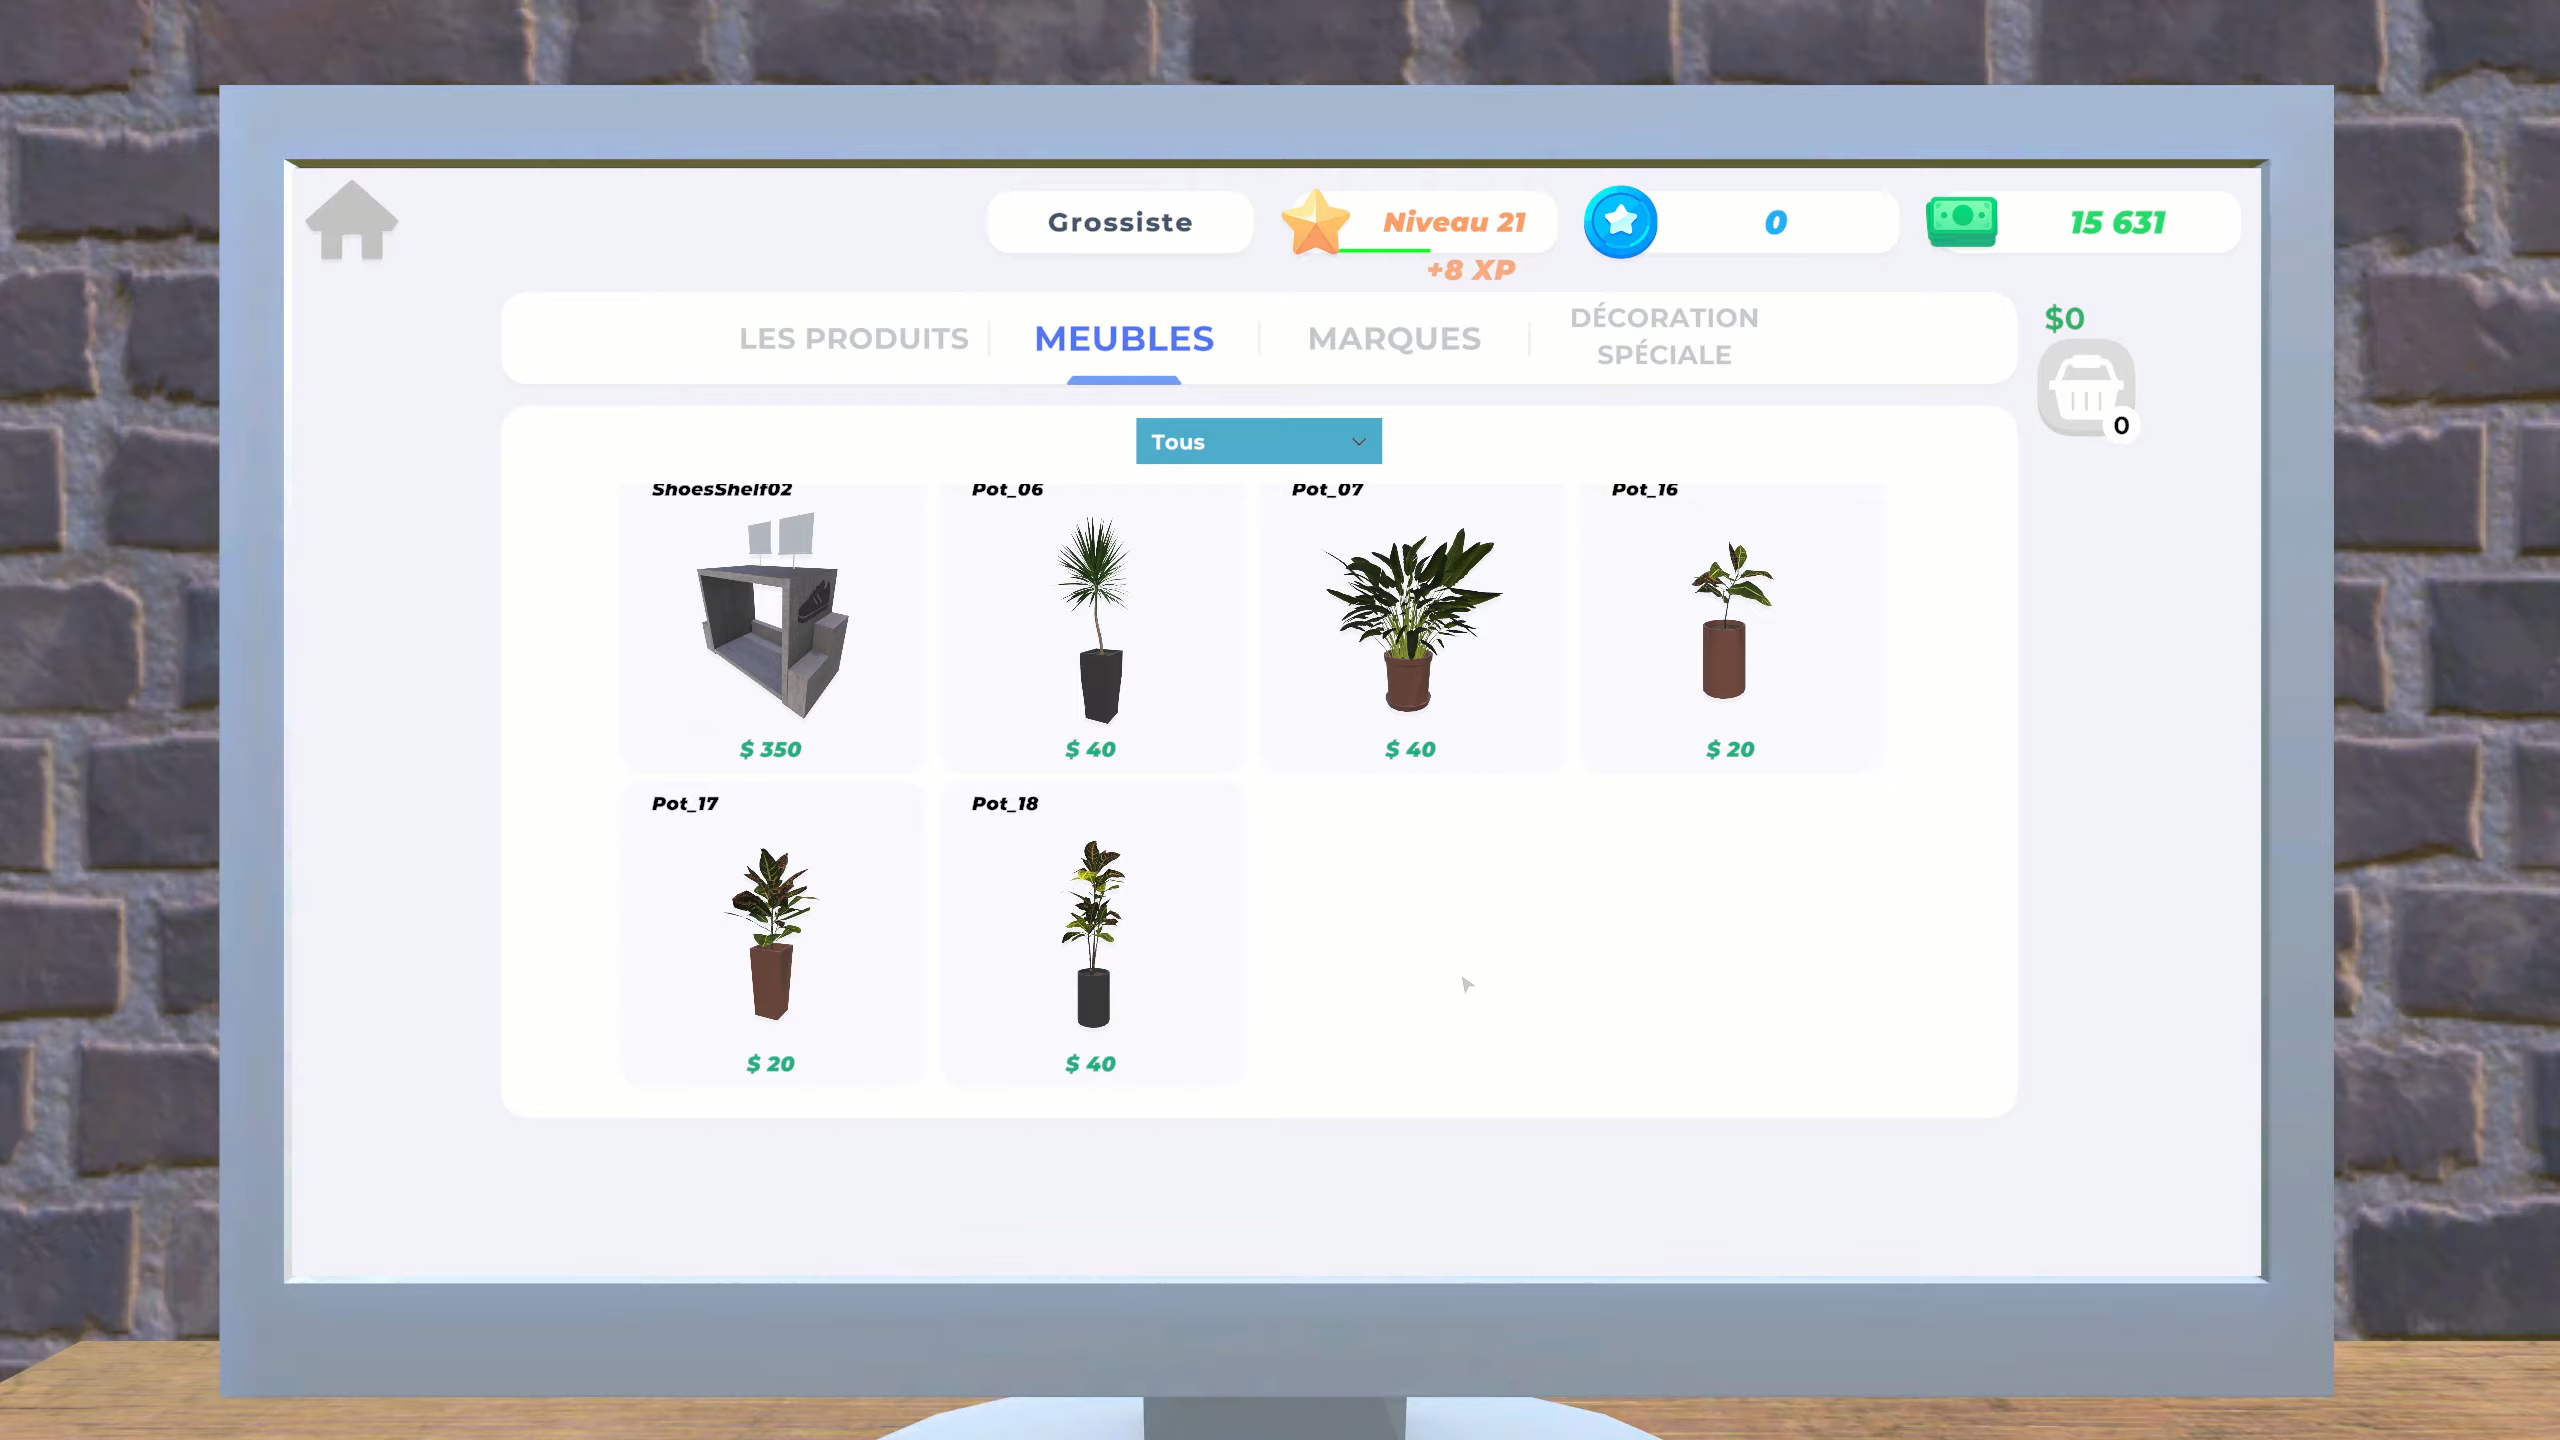 Grossiste
Niveau 21
0
15 631
+8 XP
LES PRODUITS
MEUBLES
MARQUES
DÉCORATION
SPÉCIALE
$0
0
Tous
ShoesShelf02
Pot_06
Pot_07
Pot_16
$ 350
$ 40
$ 40
$ 20
Pot_17
Pot_18
$ 20
$ 40